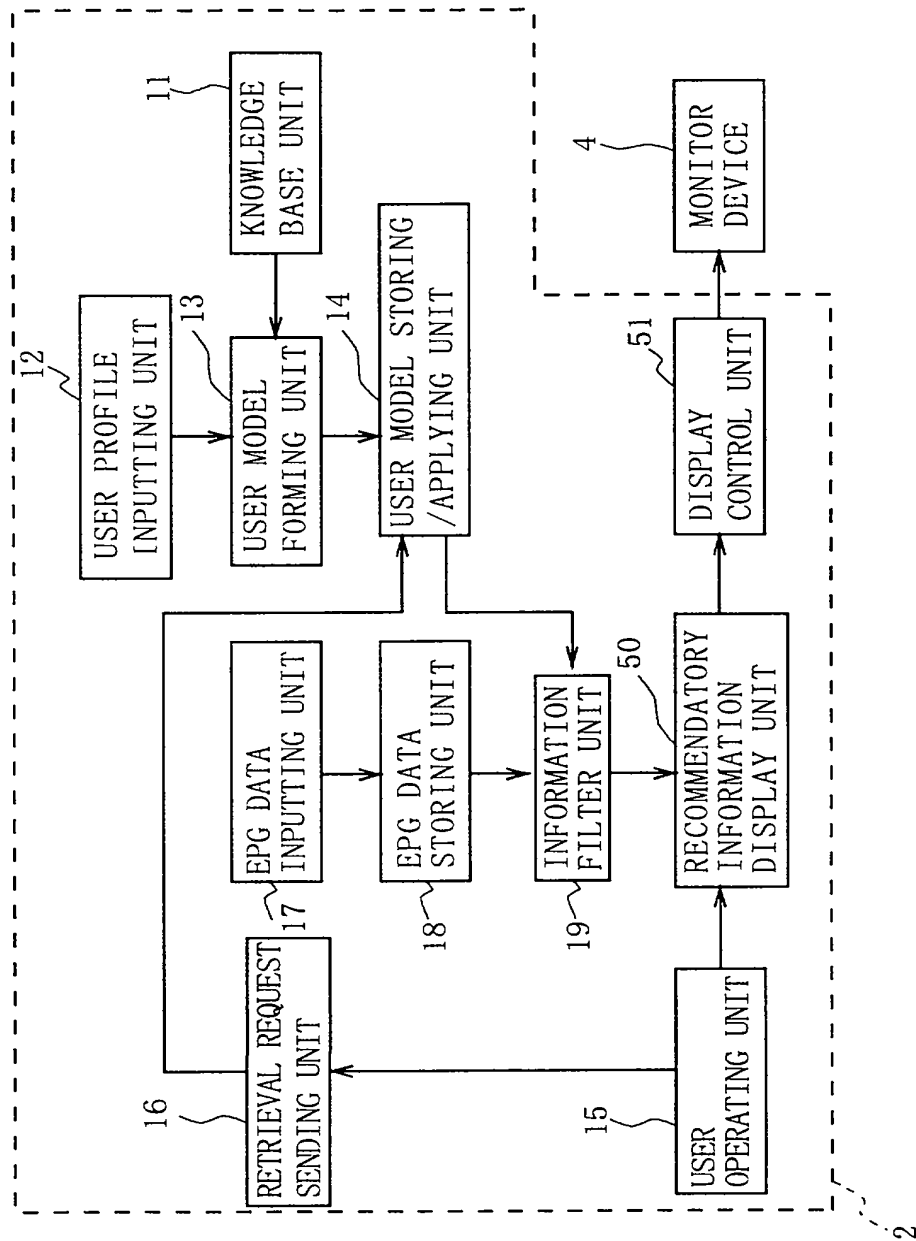 12
USER PROFILE
INPUTTING UNIT
11
KNOWLEDGE
BASE UNIT
13
USER MODEL
FORMING UNIT
14
USER MODEL STORING
/APPLYING UNIT
16
RETRIEVAL REQUEST
SENDING UNIT
EPG DATA
INPUTTING UNIT
17
EPG DATA
STORING UNIT
18
INFORMATION
FILTER UNIT
19
15
USER
OPERATING UNIT
50
RECOMMENDATORY
INFORMATION
DISPLAY UNIT
51
DISPLAY
CONTROL UNIT
4
MONITOR
DEVICE
2